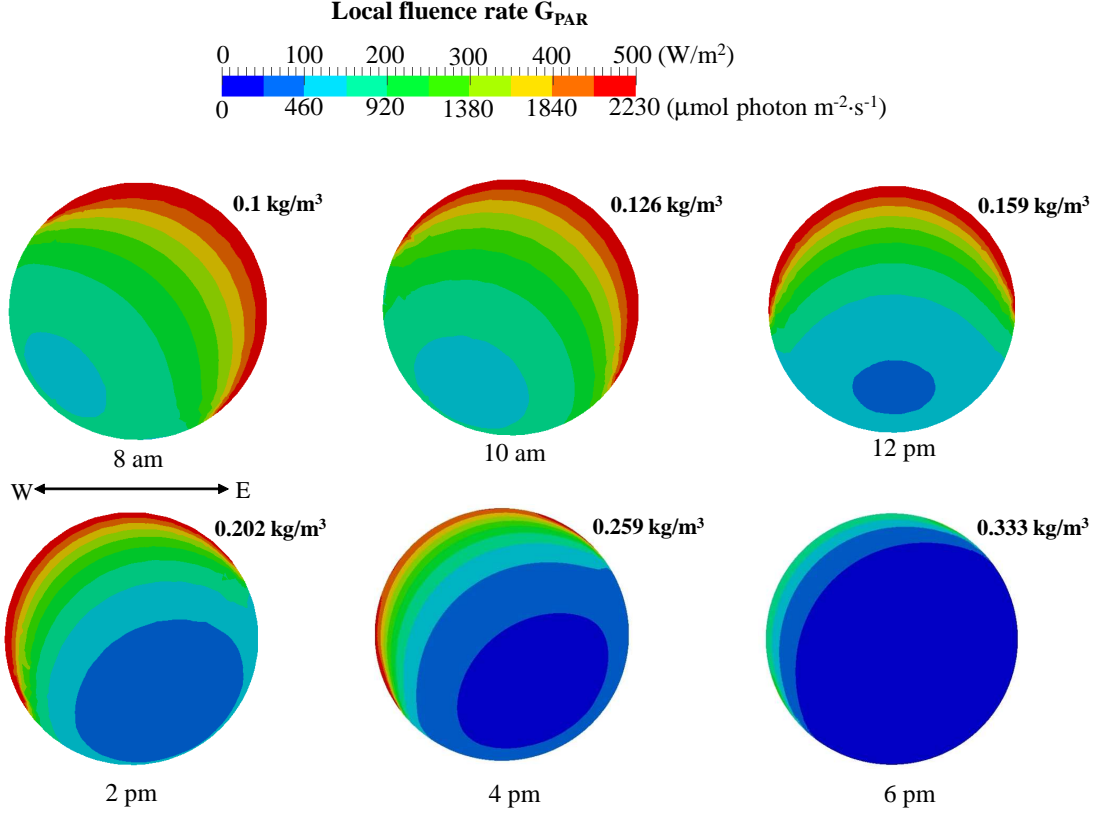 Local fluence rate G_PAR
0 100 200 300 400 500 (W/m²)
0 460 920 1380 1840 2230 (μmol photon m⁻²·s⁻¹)
0.1 kg/m³ 0.126 kg/m³ 0.159 kg/m³
8 am 10 am 12 pm
W E
0.202 kg/m³ 0.259 kg/m³ 0.333 kg/m³
2 pm 4 pm 6 pm